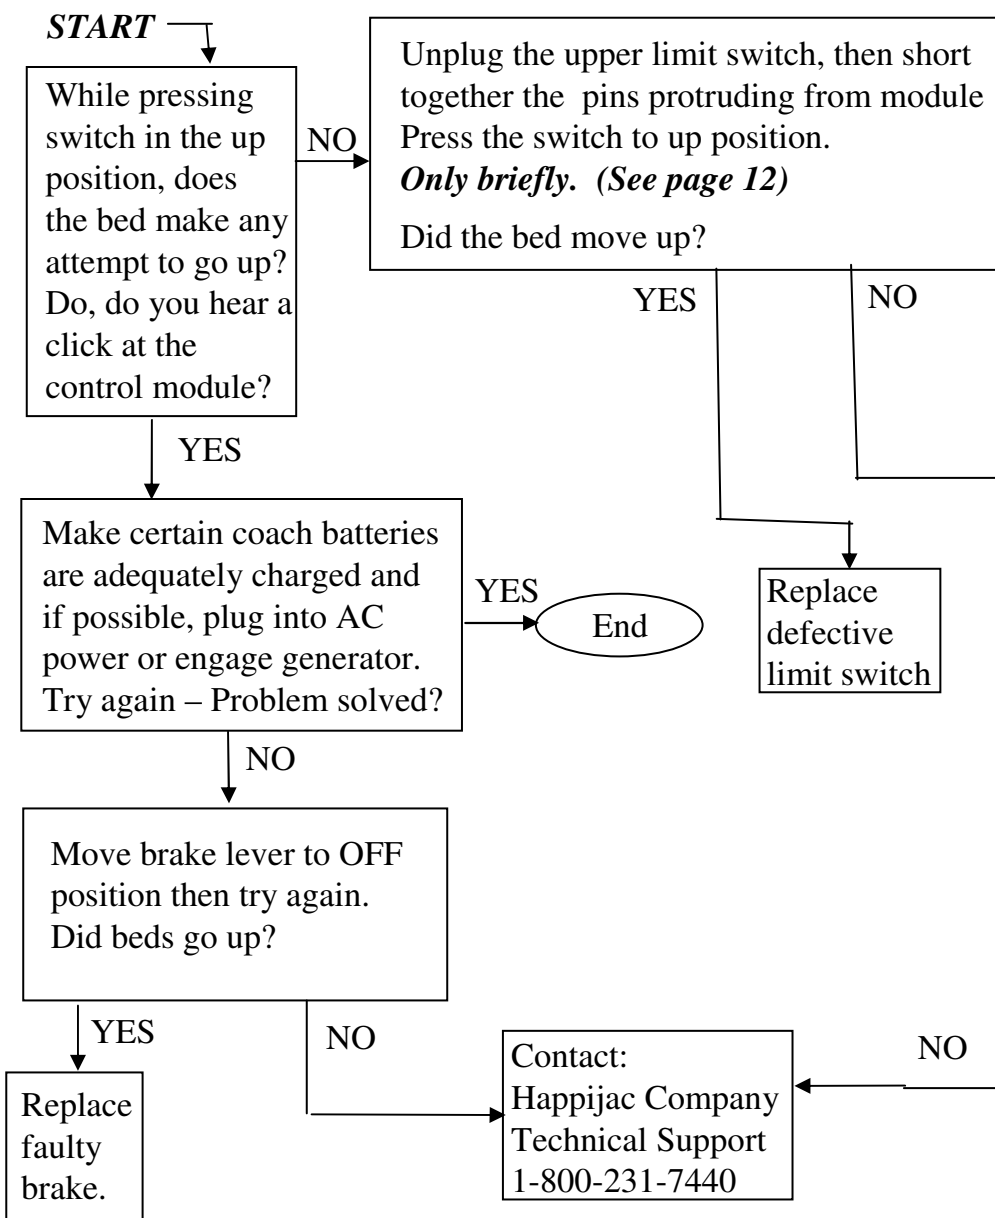 START
While pressing
switch in the up
position, does
the bed make any
attempt to go up?
Do, do you hear a
click at the
control module?
NO
Unplug the upper limit switch, then short
together the pins protruding from module
Press the switch to up position.
Only briefly. (See page 12)
Did the bed move up?
YES
NO
YES
Make certain coach batteries
are adequately charged and
if possible, plug into AC
power or engage generator.
Try again – Problem solved?
YES
End
Replace
defective
limit switch
NO
Move brake lever to OFF
position then try again.
Did beds go up?
YES
NO
Replace
faulty
brake.
Contact:
Happijac Company
Technical Support
1-800-231-7440
NO